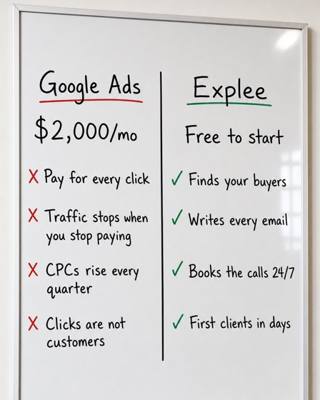 Google Ads
$2,000/mo
X Pay for every click
X Traffic stops when
you stop paying
X CPCs rise every
quarter
X Clicks are not
customers
Explee
Free to start
✓ Finds your buyers
✓ Writes every email
✓ Books the calls 24/7
✓ First clients in days